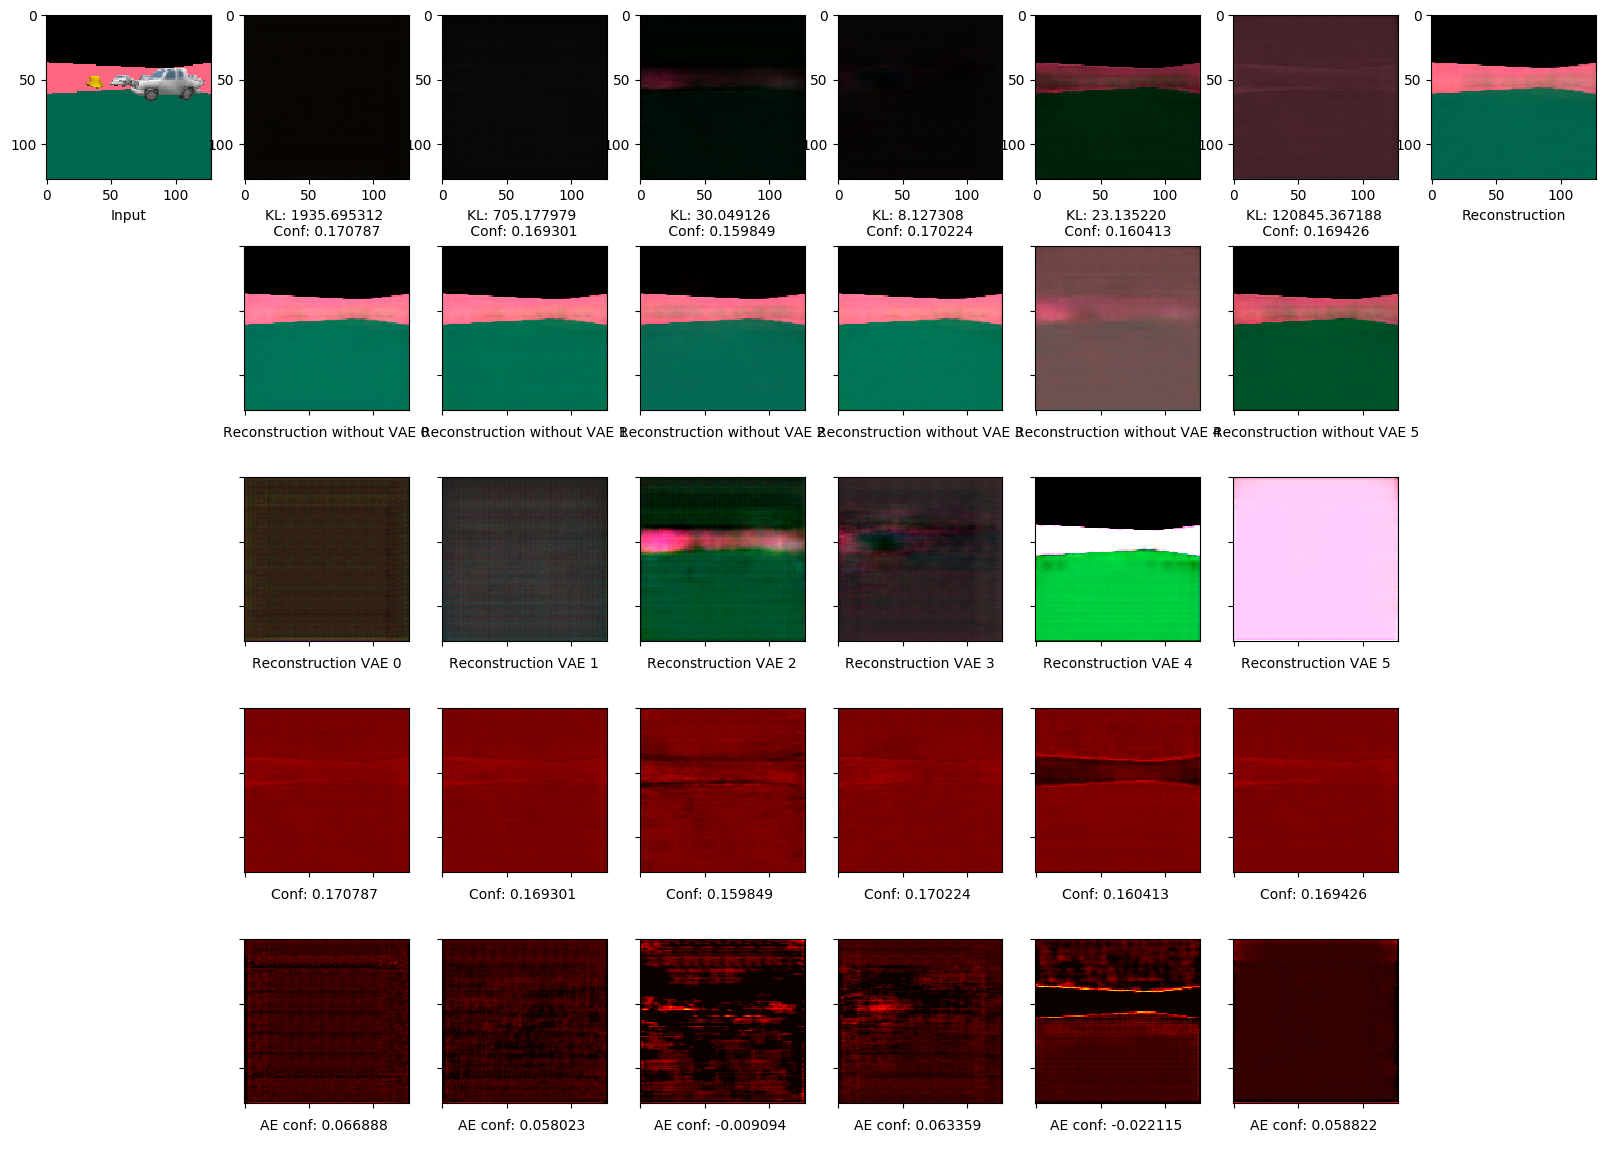 0 0 0 0 0 0 0 0
50 50 50 50 50 50 50 50
100 100 100 100 100 100 100 100
0 50 100 0 50 100 0 50 100 0 50 100 0 50 100 0 50 100 0 50 100 0 50 100
Input KL: 1935.695312 KL: 705.177979 KL: 30.049126 KL: 8.127308 KL: 23.135220 KL: 120845.367188 Reconstruction
Conf: 0.170787 Conf: 0.169301 Conf: 0.159849 Conf: 0.170224 Conf: 0.160413 Conf: 0.169426
Reconstruction without VAE 0 Reconstruction without VAE 1 Reconstruction without VAE 2 Reconstruction without VAE 3 Reconstruction without VAE 4 Reconstruction without VAE 5
Reconstruction VAE 0 Reconstruction VAE 1 Reconstruction VAE 2 Reconstruction VAE 3 Reconstruction VAE 4 Reconstruction VAE 5
Conf: 0.170787 Conf: 0.169301 Conf: 0.159849 Conf: 0.170224 Conf: 0.160413 Conf: 0.169426
AE conf: 0.066888 AE conf: 0.058023 AE conf: -0.009094 AE conf: 0.063359 AE conf: -0.022115 AE conf: 0.058822